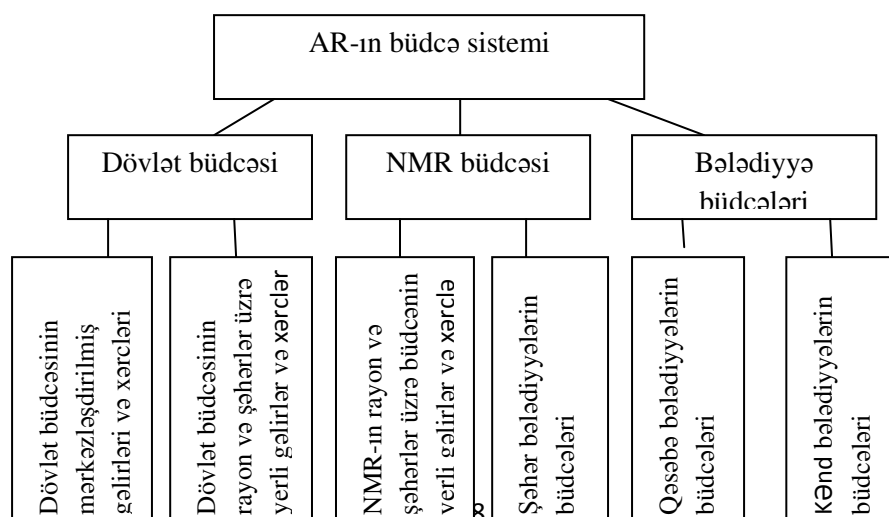 AR-ın büdcə sistemi
Dövlət büdcəsi
NMR büdcəsi
Bələdiyyə
büdcələri
Dövlət büdcəsinin
mərkəzləşdirilmiş
gəlirləri və xərcləri
Dövlət büdcəsinin
rayon və şəhərlər üzrə
yerli gəlirlər və xərclər
NMR-ın rayon və
şəhərlər üzrə büdcənin
yerli gəlirlər və xərclə
Şəhər bələdiyyələrin
büdcələri
Qəsəbə bələdiyyələrin
büdcələri
Kənd bələdiyyələrin
büdcələri
8